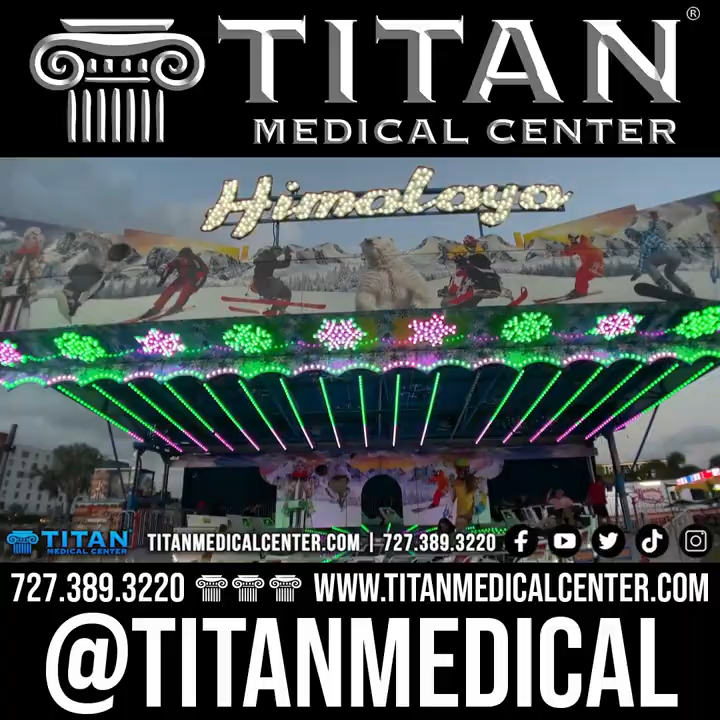 TITAN®
MEDICAL CENTER
Himalaya
TITAN
MEDICAL CENTER
TITANMEDICALCENTER.COM | 727.389.3220
727.389.3220 WWW.TITANMEDICALCENTER.COM
@TITANMEDICAL